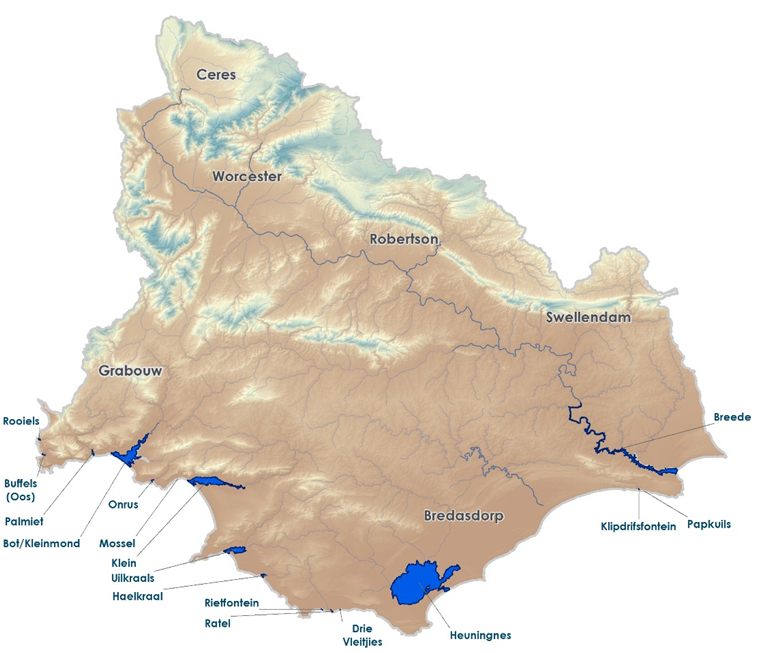 Ceres
Worcester
Robertson
Swellendam
Grabouw
Rooiels
Breede
Buffels
(Oos)
Palmiet
Onrus
Bot/Kleinmond
Mossel
Bredasdorp
Klipdrifsfontein
Papkuils
Klein
Uilkraals
Haelkraal
Rietfontein
Ratel
Drie
Vleitjies
Heuningnes